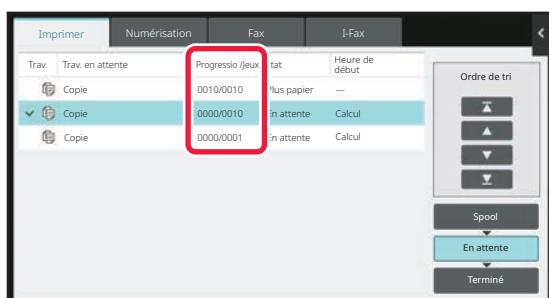 Imprimer Numérisation Fax I-Fax
Trav. Trav. en attente Progressio /Jeux tat Heure de début
Copie 0010/0010 Plus papier ---
Copie 0000/0010 En attente Calcul
Copie 0000/0001 En attente Calcul
Ordre de tri
Spool
En attente
Terminé